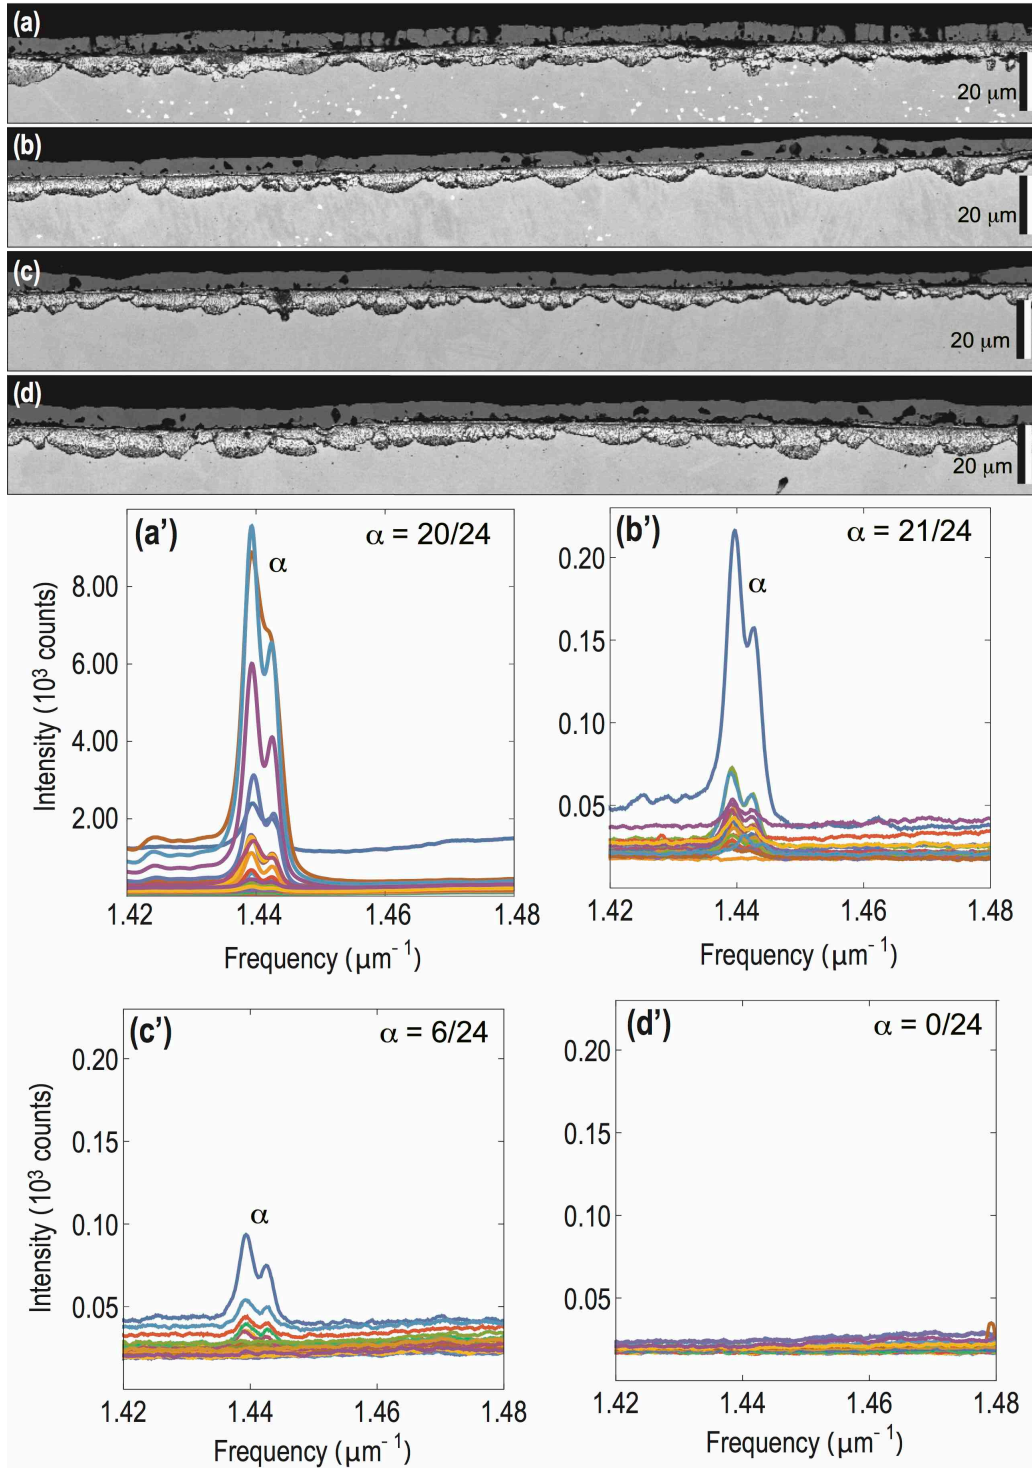 (a)
20 μm
(b)
20 μm
(c)
20 μm
(d)
20 μm
(a') α = 20/24
α
8.00
6.00
4.00
2.00
1.42 1.44 1.46 1.48
Intensity (10³ counts)
Frequency (μm⁻¹)
(b') α = 21/24
α
0.20
0.15
0.10
0.05
1.42 1.44 1.46 1.48
Frequency (μm⁻¹)
(c') α = 6/24
α
0.20
0.15
0.10
0.05
1.42 1.44 1.46 1.48
Intensity (10³ counts)
Frequency (μm⁻¹)
(d') α = 0/24
0.20
0.15
0.10
0.05
1.42 1.44 1.46 1.48
Frequency (μm⁻¹)